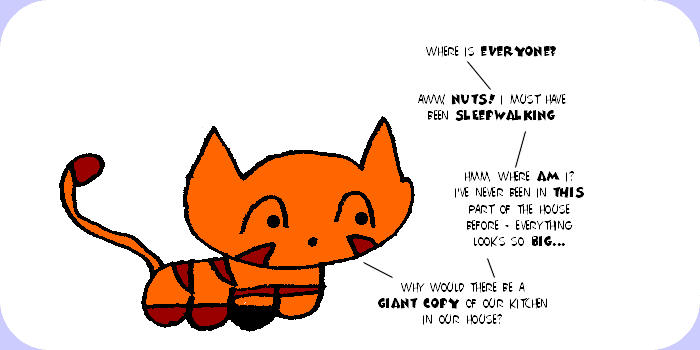 WHERE IS EVERYONE?
AWW, NUTS! I MUST HAVE
BEEN SLEEPWALKING
HMM, WHERE AM I?
I'VE NEVER BEEN IN THIS
PART OF THE HOUSE
BEFORE - EVERYTHING
LOOKS SO BIG...
WHY WOULD THERE BE A
GIANT COPY OF OUR KITCHEN
IN OUR HOUSE?